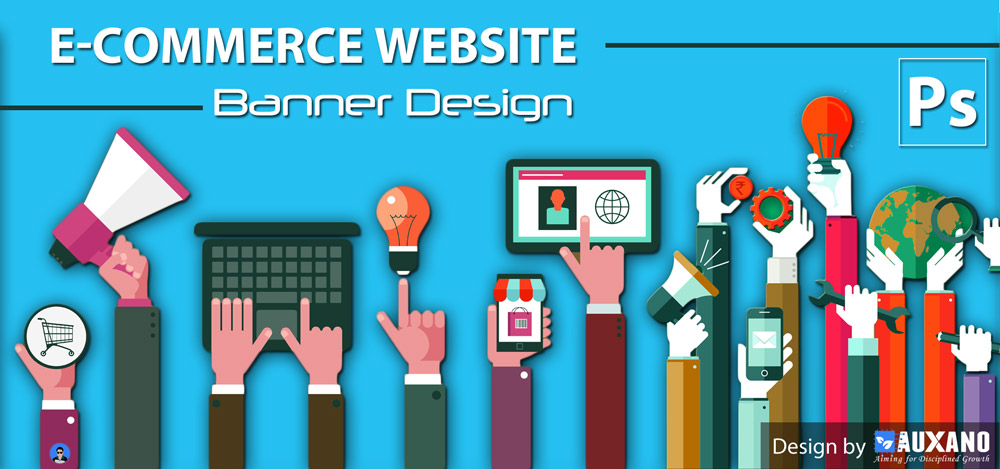 E-COMMERCE WEBSITE
Banner Design
Ps
₹
Design by AUXANO
Aiming for Disciplined Growth